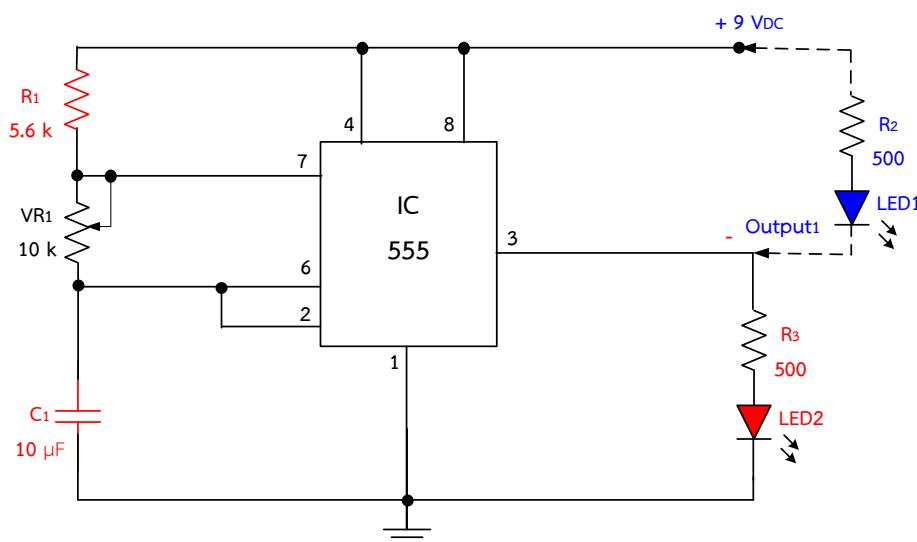 + 9 VDC
R1
5.6 k
4
8
R2
500
7
IC
555
VR1
10 k
LED1
Output1
-
3
6
2
R3
500
1
C1
10 µF
LED2